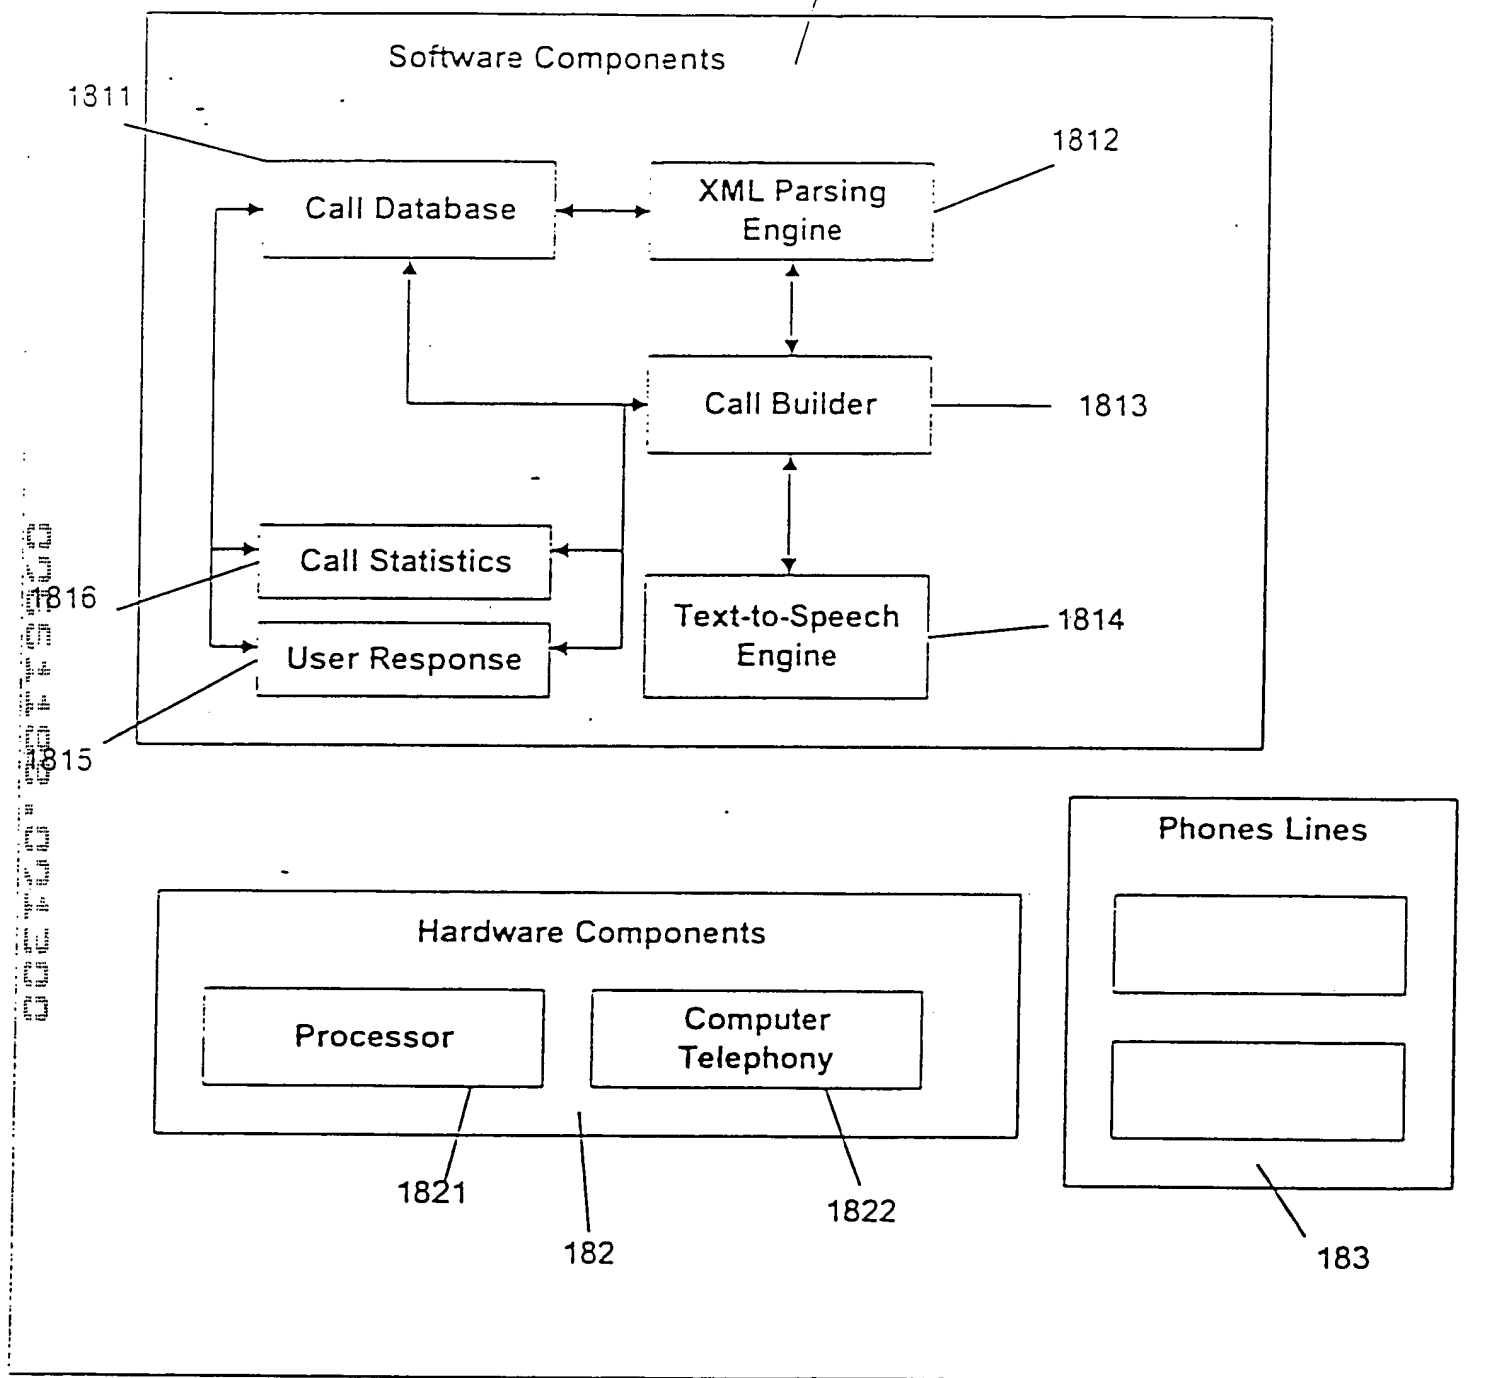 Software Components
1811
1812
Call Database
XML Parsing
Engine
Call Builder
1813
Call Statistics
1816
Text-to-Speech
Engine
1814
User Response
1815
Phones Lines
Hardware Components
Processor
Computer
Telephony
1821
1822
182
183